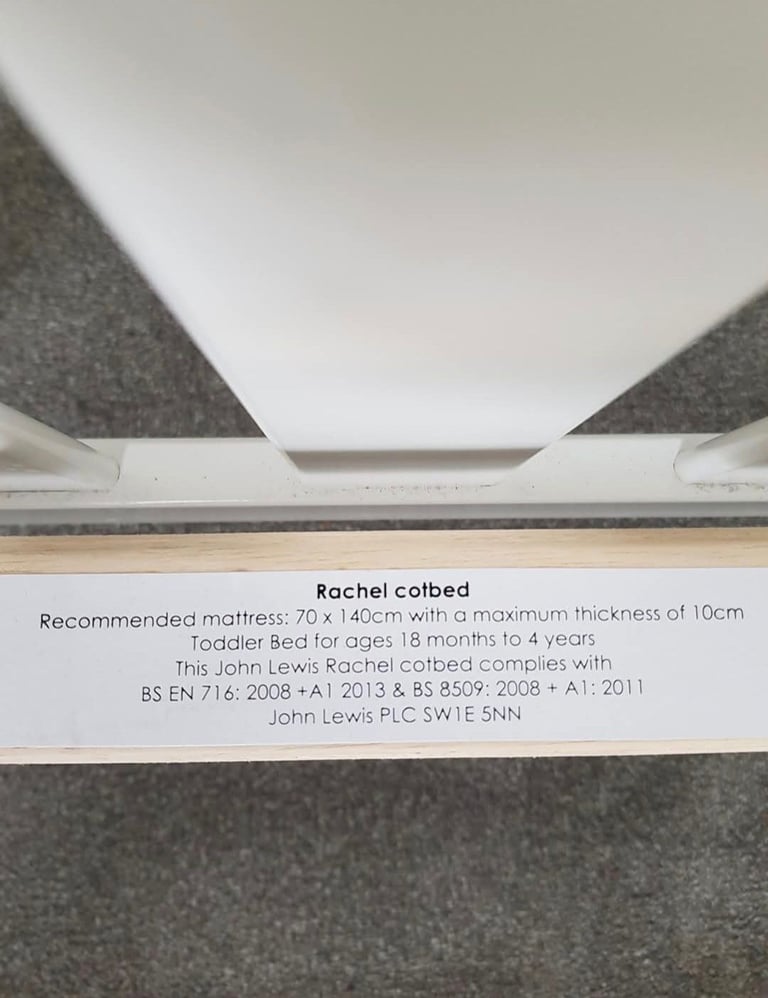 Rachel cotbed
Recommended mattress: 70 x 140cm with a maximum thickness of 10cm
Toddler Bed for ages 18 months to 4 years
This John Lewis Rachel cotbed complies with
BS EN 716: 2008 +A1 2013 & BS 8509: 2008 + A1: 2011
John Lewis PLC SW1E 5NN